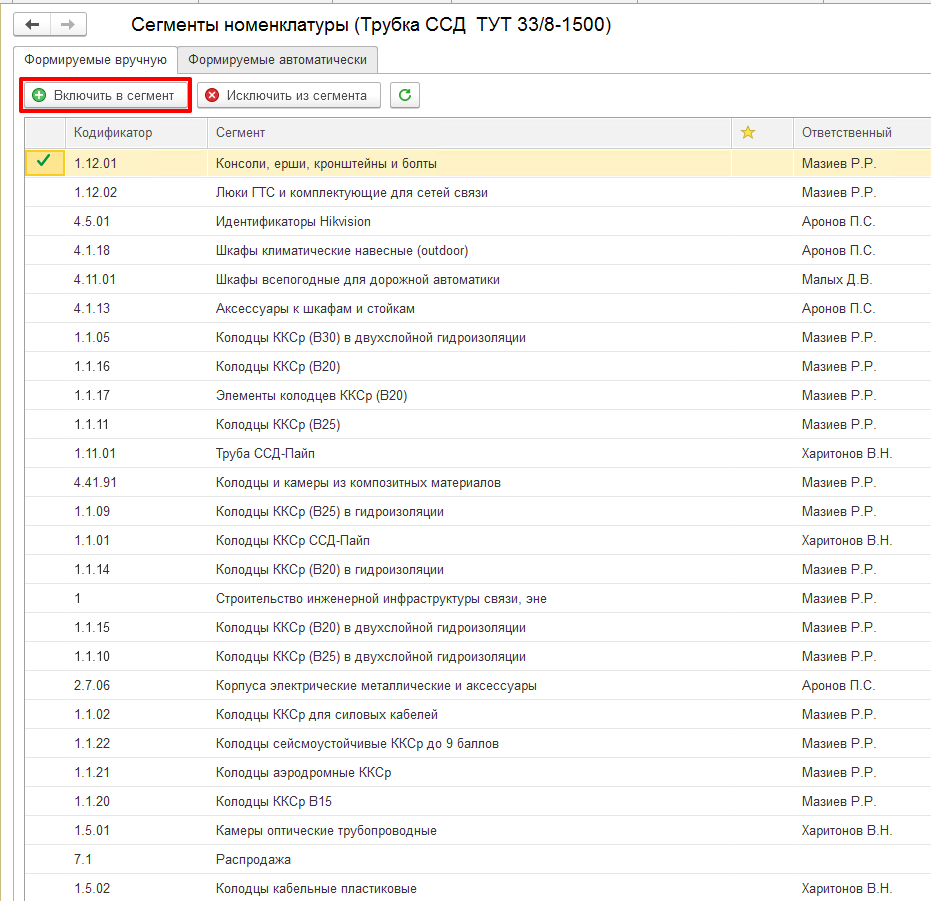 Сегменты номенклатуры (Трубка ССД  ТУТ 33/8-1500)
Формируемые вручную Формируемые автоматически
Включить в сегмент Исключить из сегмента
Кодификатор Сегмент Ответственный
1.12.01 Консоли, ерши, кронштейны и болты Мазиев Р.Р.
1.12.02 Люки ГТС и комплектующие для сетей связи Мазиев Р.Р.
4.5.01 Идентификаторы Hikvision Аронов П.С.
4.1.18 Шкафы климатические навесные (outdoor) Аронов П.С.
4.11.01 Шкафы всепогодные для дорожной автоматики Малых Д.В.
4.1.13 Аксессуары к шкафам и стойкам Аронов П.С.
1.1.05 Колодцы ККСр (В30) в двухслойной гидроизоляции Мазиев Р.Р.
1.1.16 Колодцы ККСр (В20) Мазиев Р.Р.
1.1.17 Элементы колодцев ККСр (В20) Мазиев Р.Р.
1.1.11 Колодцы ККСр (В25) Мазиев Р.Р.
1.11.01 Труба ССД-Пайп Харитонов В.Н.
4.41.91 Колодцы и камеры из композитных материалов Мазиев Р.Р.
1.1.09 Колодцы ККСр (В25) в гидроизоляции Мазиев Р.Р.
1.1.01 Колодцы ККСр ССД-Пайп Харитонов В.Н.
1.1.14 Колодцы ККСр (В20) в гидроизоляции Мазиев Р.Р.
1 Строительство инженерной инфраструктуры связи, эне Мазиев Р.Р.
1.1.15 Колодцы ККСр (В20) в двухслойной гидроизоляции Мазиев Р.Р.
1.1.10 Колодцы ККСр (В25) в двухслойной гидроизоляции Мазиев Р.Р.
2.7.06 Корпуса электрические металлические и аксессуары Аронов П.С.
1.1.02 Колодцы ККСр для силовых кабелей Мазиев Р.Р.
1.1.22 Колодцы сейсмоустойчивые ККСр до 9 баллов Мазиев Р.Р.
1.1.21 Колодцы аэродромные ККСр Мазиев Р.Р.
1.1.20 Колодцы ККСр В15 Мазиев Р.Р.
1.5.01 Камеры оптические трубопроводные Харитонов В.Н.
7.1 Распродажа
1.5.02 Колодцы кабельные пластиковые Харитонов В.Н.